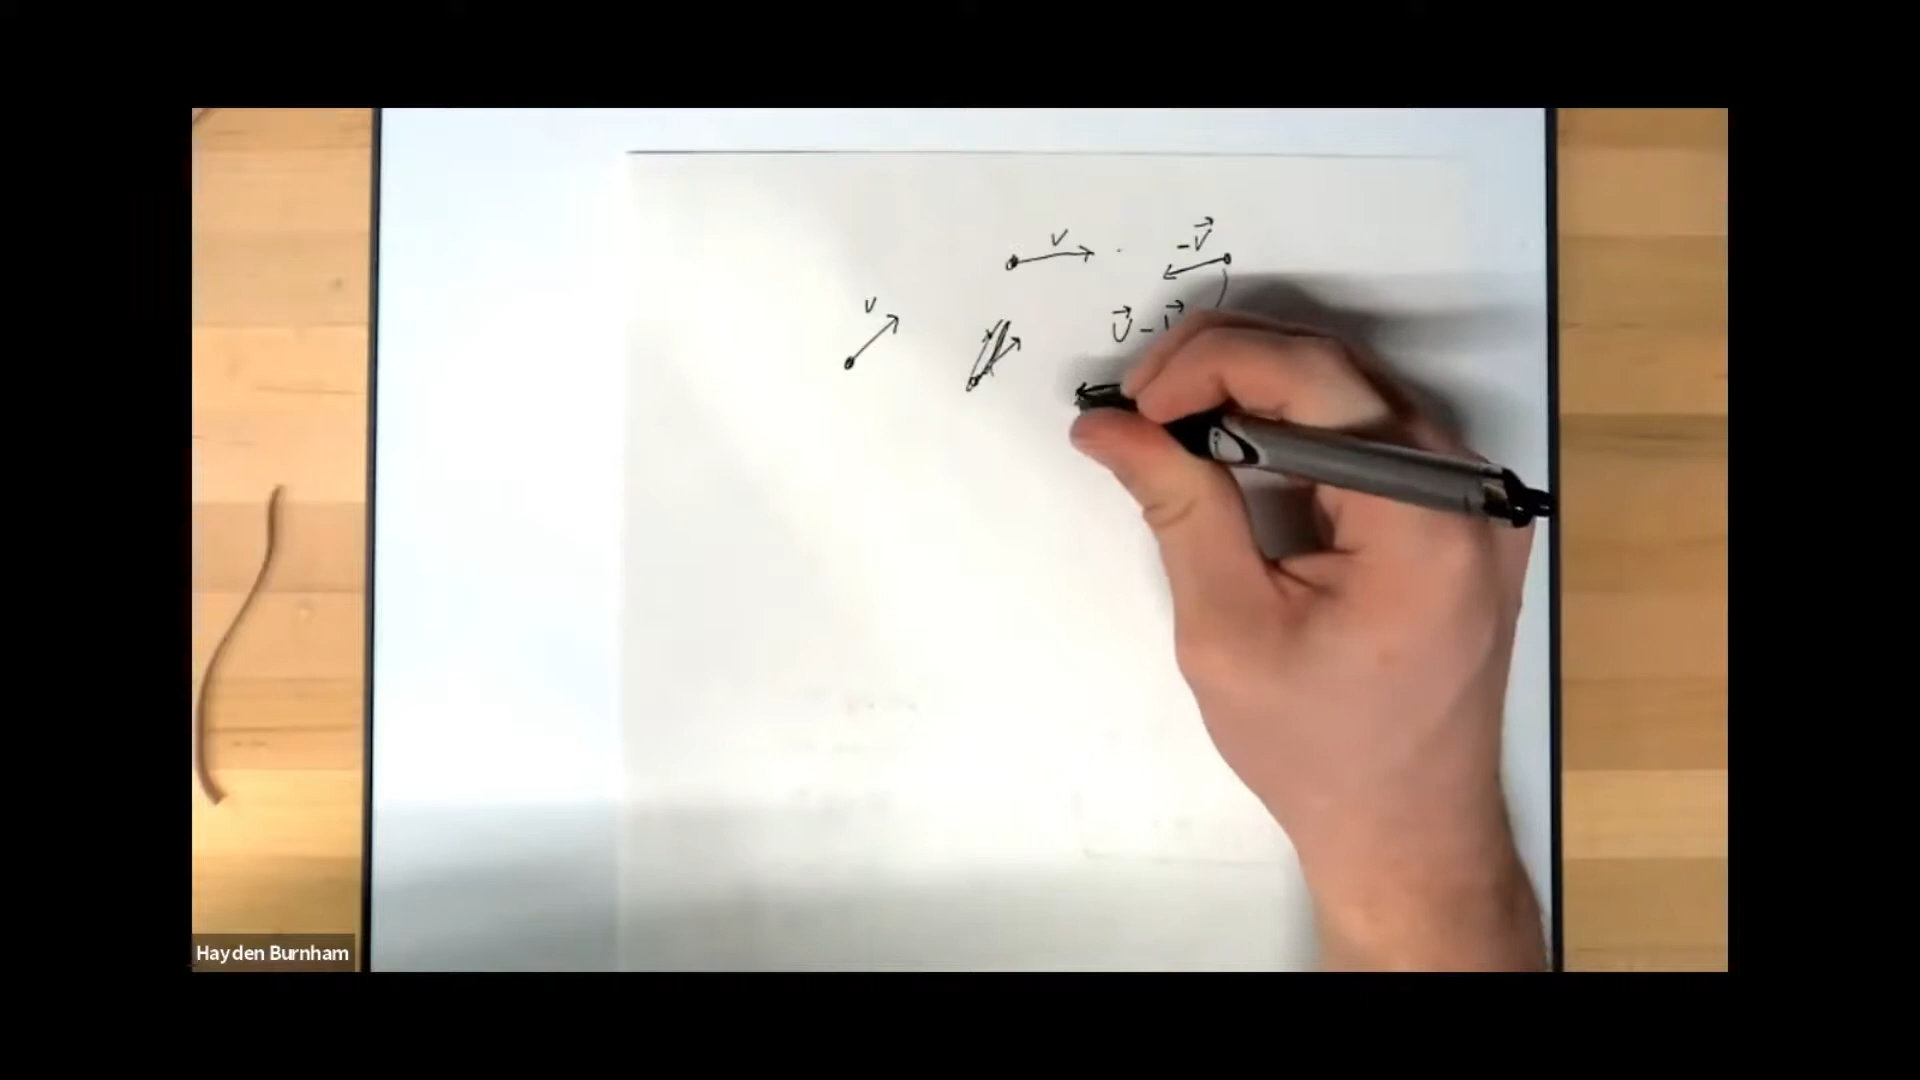 v
-v⃗
v
v
U⃗ - v⃗
Hayden Burnham